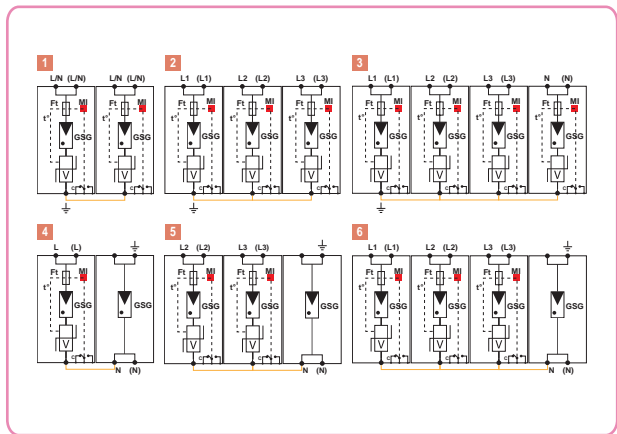 1 2 3
L/N (L/N) L/N (L/N) L1 (L1) L2 (L2) L3 (L3) L1 (L1) L2 (L2) L3 (L3) N (N)
Ft MI Ft MI Ft MI Ft MI Ft MI Ft MI Ft MI Ft MI Ft MI
t° t° t° t° t° t° t° t° t°
GSG GSG GSG GSG GSG GSG GSG GSG GSG
V V V V V V V V V
C C C C C C C C C
4 5 6
L (L) L2 (L2) L3 (L3) L1 (L1) L2 (L2) L3 (L3)
Ft MI Ft MI Ft MI Ft MI Ft MI Ft MI
t° t° t° t° t° t°
GSG GSG GSG GSG GSG GSG GSG GSG GSG
V V V V V V
C C C C C C
N (N) N (N) N (N)